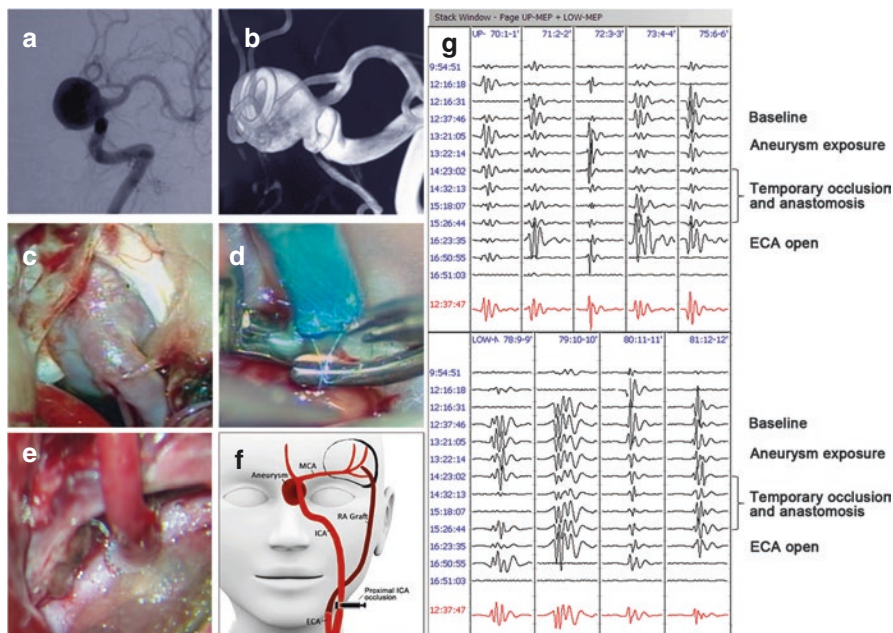 a
b
c
d
e
f
Aneurysm
MCA
RA Graft
ICA
Proximal ICA
occlusion
ECA
g
Stack Window - Page UP-MEP + LOW-MEP
UP- 70:1-1' 71:2-2' 72:3-3' 73:4-4' 75:6-6'
9:54:51
12:16:18
12:16:31
12:37:46
13:21:05
13:22:14
14:23:02
14:32:13
15:18:07
15:26:44
16:23:35
16:50:55
16:51:03
12:37:47
Baseline
Aneurysm exposure
Temporary occlusion
and anastomosis
ECA open
LOW-M 78:9-9' 79:10-10' 80:11-11' 81:12-12'
9:54:51
12:16:18
12:16:31
12:37:46
13:21:05
13:22:14
14:23:02
14:32:13
15:18:07
15:26:44
16:23:35
16:50:55
16:51:03
12:37:47
Baseline
Aneurysm exposure
Temporary occlusion
and anastomosis
ECA open